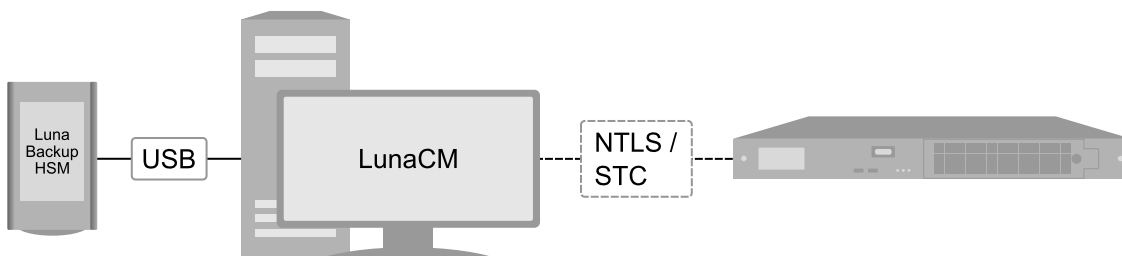 Luna
Backup
HSM
USB
LunaCM
NTLS /
STC